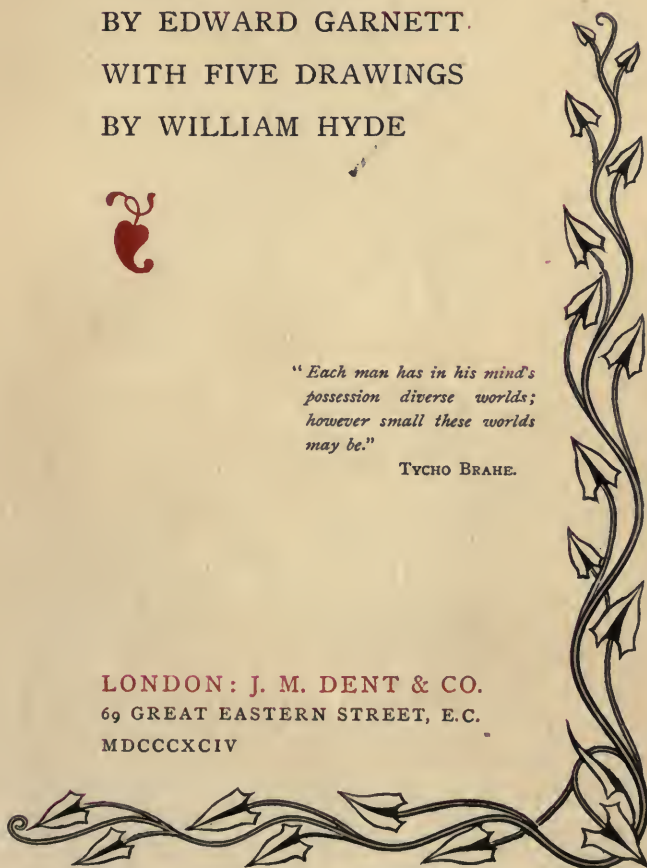 BY EDWARD GARNETT
WITH FIVE DRAWINGS
BY WILLIAM HYDE
"Each man has in his mind's
possession diverse worlds;
however small these worlds
may be."
TYCHO BRAHE.
LONDON: J. M. DENT & CO.
69 GREAT EASTERN STREET, E.C.
MDCCCXCIV